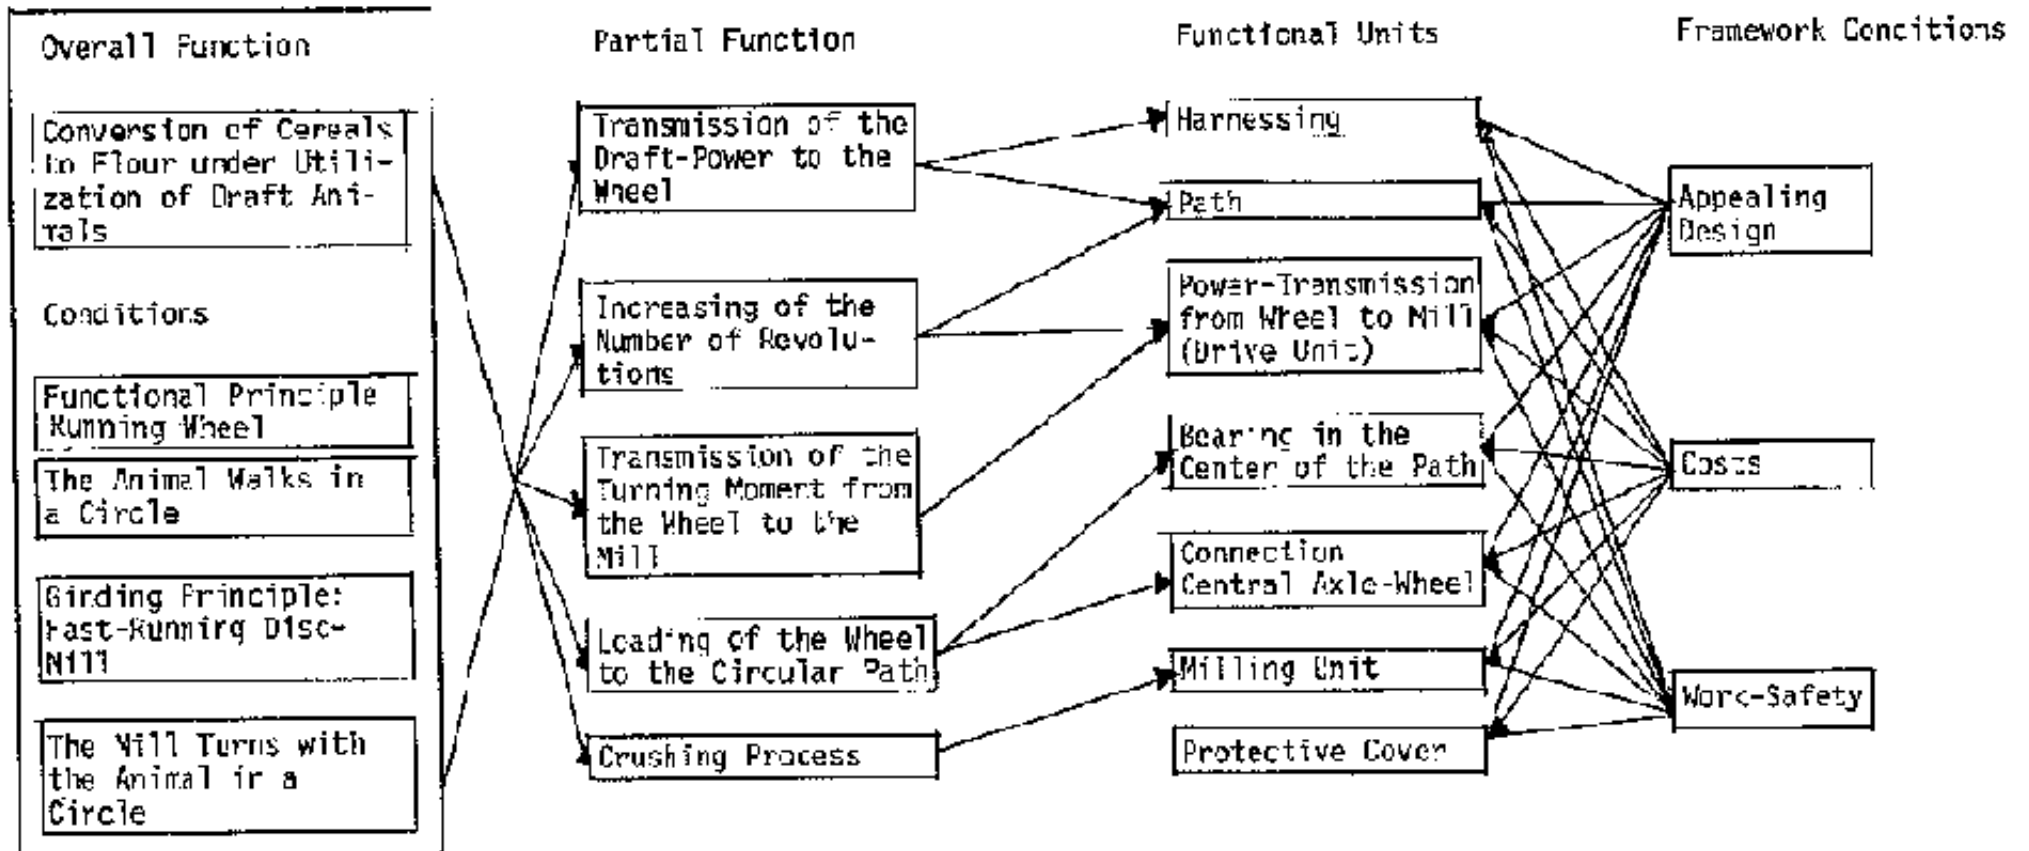 Overall Function
Conversion of Cereals
to Flour under Utili-
zation of Draft Ani-
mals
Conditions
Functional Principle
Running Wheel
The Animal Walks in
a Circle
Girding Principle:
Fast-Running Disc-
Mill
The Mill Turns with
the Animal in a
Circle
Partial Function
Transmission of the
Draft-Power to the
Wheel
Increasing of the
Number of Revolu-
tions
Transmission of the
Turning Moment from
the Wheel to the
Mill
Loading of the Wheel
to the Circular Path
Crushing Process
Functional Units
Harnessing
Path
Power-Transmission
from Wheel to Mill
(Drive Unit)
Bearing in the
Center of the Path
Connection
Central Axle-Wheel
Milling Unit
Protective Cover
Framework Conditions
Appealing
Design
Costs
Work-Safety